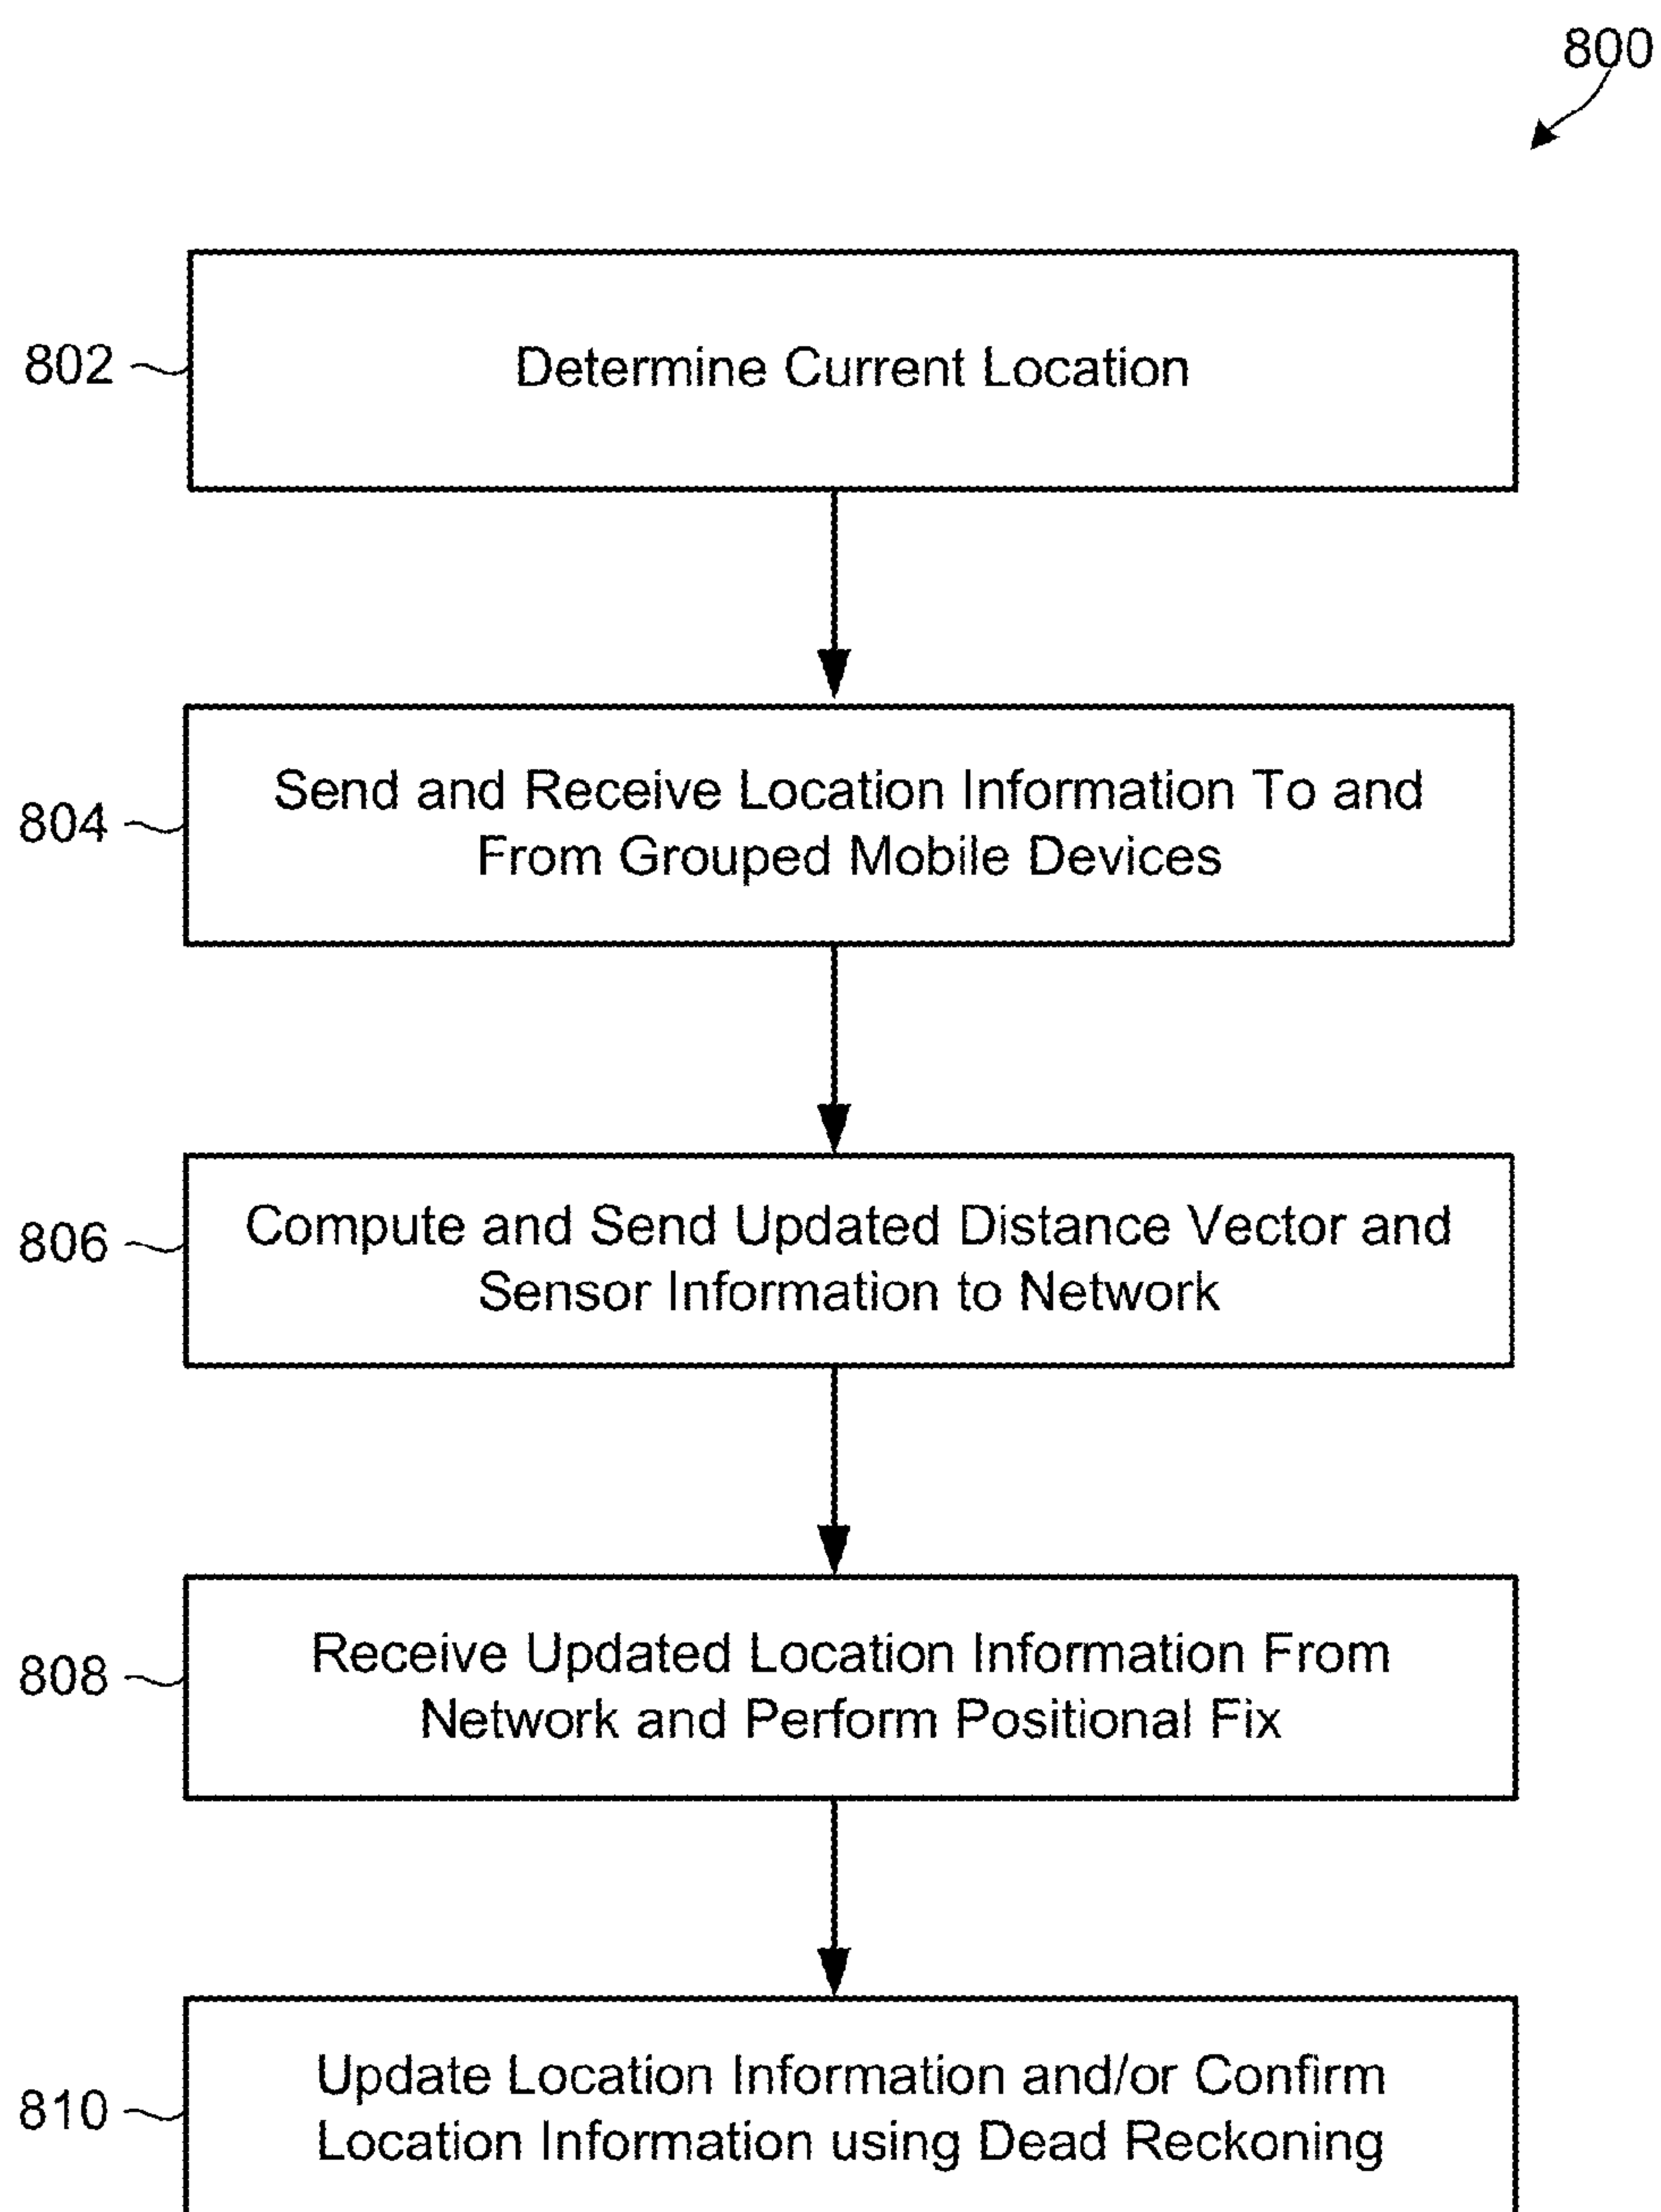 800
802
Determine Current Location
804
Send and Receive Location Information To and
From Grouped Mobile Devices
806
Compute and Send Updated Distance Vector and
Sensor Information to Network
808
Receive Updated Location Information From
Network and Perform Positional Fix
810
Update Location Information and/or Confirm
Location Information using Dead Reckoning